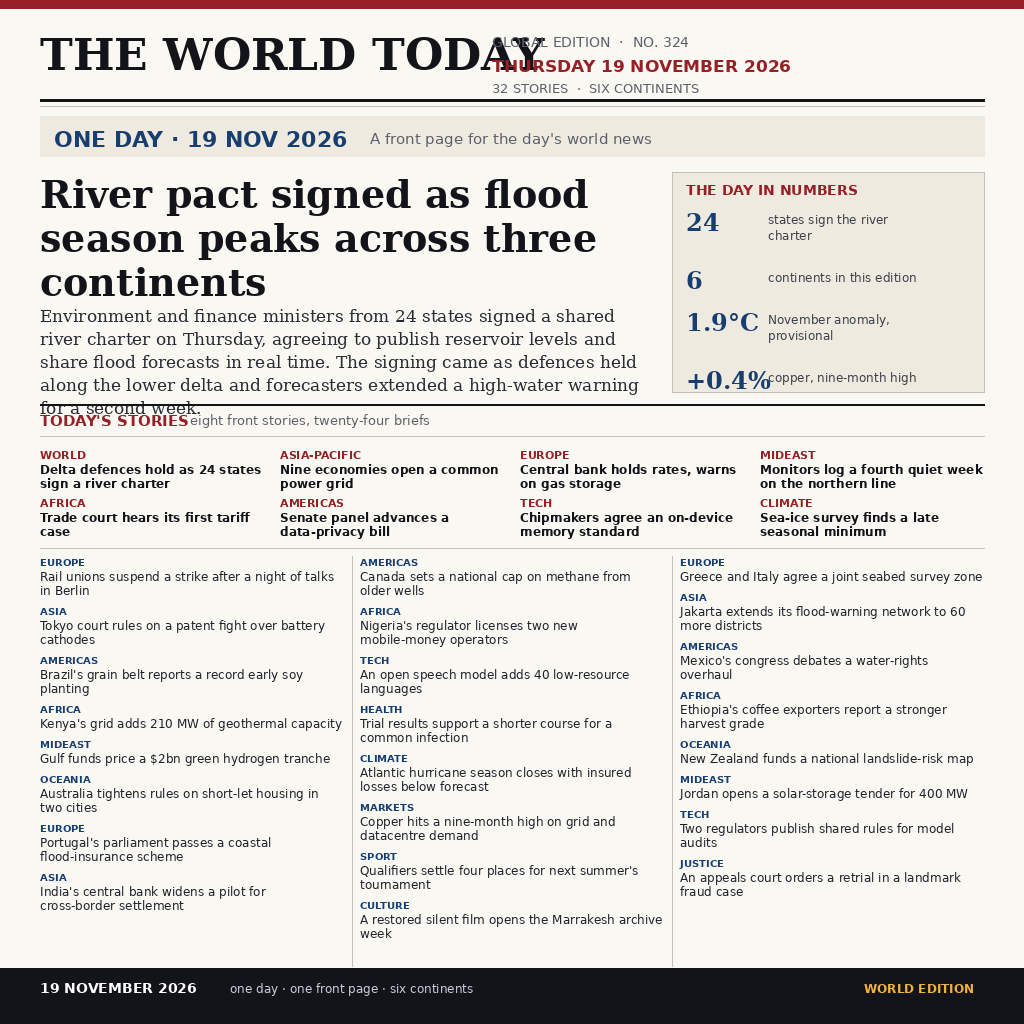 THE WORLD TODAY
GLOBAL EDITION · NO. 324
THURSDAY 19 NOVEMBER 2026
32 STORIES · SIX CONTINENTS
ONE DAY · 19 NOV 2026
A front page for the day's world news
River pact signed as flood
season peaks across three
continents
Environment and finance ministers from 24 states signed a shared
river charter on Thursday, agreeing to publish reservoir levels and
share flood forecasts in real time. The signing came as defences held
along the lower delta and forecasters extended a high-water warning
for a second week.
THE DAY IN NUMBERS
24
states sign the river
charter
6
continents in this edition
1.9°C
November anomaly,
provisional
+0.4%
copper, nine-month high
TODAY'S STORIES
eight front stories, twenty-four briefs
WORLD
Delta defences hold as 24 states
sign a river charter
ASIA-PACIFIC
Nine economies open a common
power grid
EUROPE
Central bank holds rates, warns
on gas storage
MIDEAST
Monitors log a fourth quiet week
on the northern line
AFRICA
Trade court hears its first tariff
case
AMERICAS
Senate panel advances a
data-privacy bill
TECH
Chipmakers agree an on-device
memory standard
CLIMATE
Sea-ice survey finds a late
seasonal minimum
EUROPE
Rail unions suspend a strike after a night of talks
in Berlin
ASIA
Tokyo court rules on a patent fight over battery
cathodes
AMERICAS
Brazil's grain belt reports a record early soy
planting
AFRICA
Kenya's grid adds 210 MW of geothermal capacity
MIDEAST
Gulf funds price a $2bn green hydrogen tranche
OCEANIA
Australia tightens rules on short-let housing in
two cities
EUROPE
Portugal's parliament passes a coastal
flood-insurance scheme
ASIA
India's central bank widens a pilot for
cross-border settlement
AMERICAS
Canada sets a national cap on methane from
older wells
AFRICA
Nigeria's regulator licenses two new
mobile-money operators
TECH
An open speech model adds 40 low-resource
languages
HEALTH
Trial results support a shorter course for a
common infection
CLIMATE
Atlantic hurricane season closes with insured
losses below forecast
MARKETS
Copper hits a nine-month high on grid and
datacentre demand
SPORT
Qualifiers settle four places for next summer's
tournament
CULTURE
A restored silent film opens the Marrakesh archive
week
EUROPE
Greece and Italy agree a joint seabed survey zone
ASIA
Jakarta extends its flood-warning network to 60
more districts
AMERICAS
Mexico's congress debates a water-rights
overhaul
AFRICA
Ethiopia's coffee exporters report a stronger
harvest grade
OCEANIA
New Zealand funds a national landslide-risk map
MIDEAST
Jordan opens a solar-storage tender for 400 MW
TECH
Two regulators publish shared rules for model
audits
JUSTICE
An appeals court orders a retrial in a landmark
fraud case
19 NOVEMBER 2026
one day · one front page · six continents
WORLD EDITION